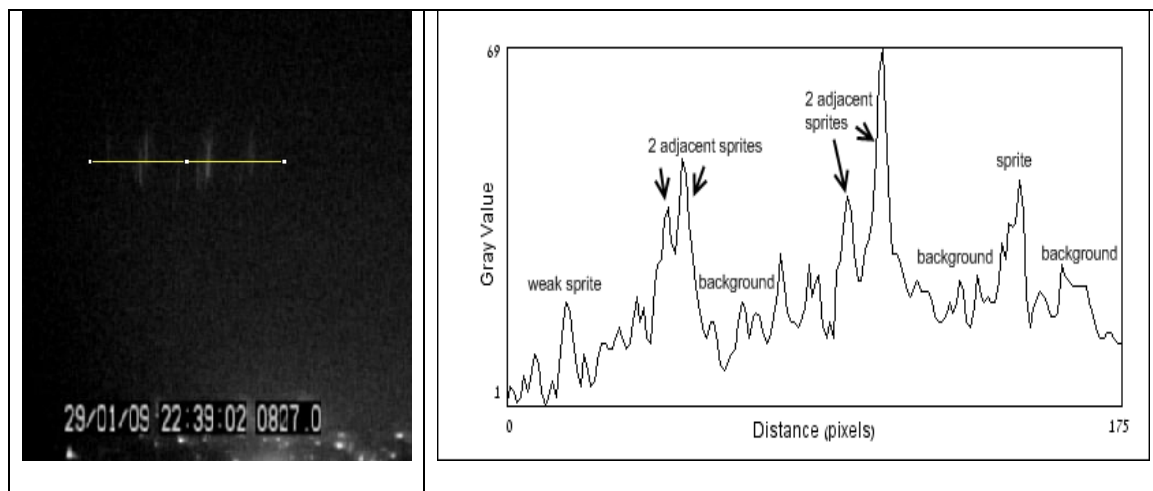 29/01/09 22:39:02 0827.0
69
2 adjacent
sprites
2 adjacent sprites
sprite
Gray Value
background
background
weak sprite
background
1
0
Distance (pixels)
175